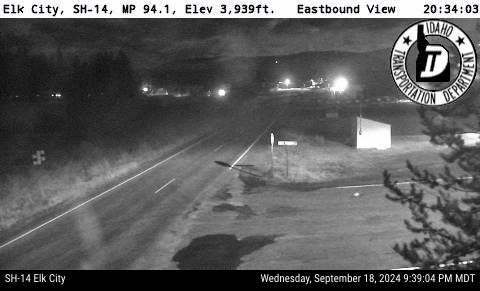 Elk City, SH-14, MP 94.1, Elev 3,939ft. Eastbound View 20:34:03
IDAHO
TRANSPORTATION DEPARTMENT
SH-14 Elk City Wednesday, September 18, 2024 9:39:04 PM MDT